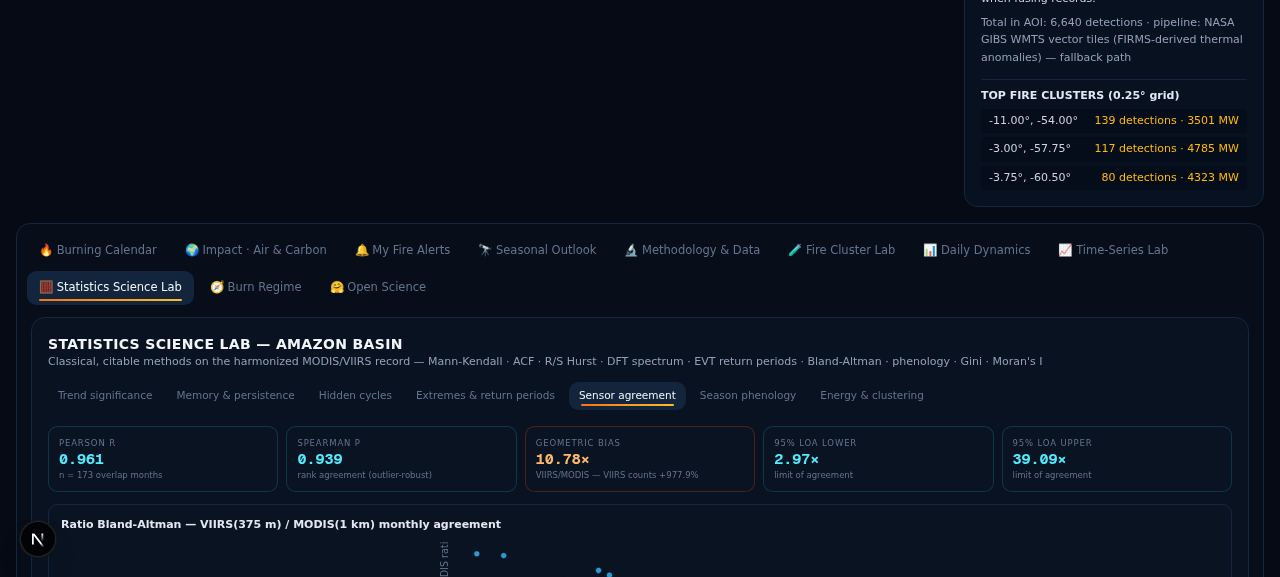 Total in AOI: 6,640 detections · pipeline: NASA
GIBS WMTS vector tiles (FIRMS-derived thermal
anomalies) — fallback path
TOP FIRE CLUSTERS (0.25° grid)
-11.00°, -54.00° 139 detections · 3501 MW
-3.00°, -57.75° 117 detections · 4785 MW
-3.75°, -60.50° 80 detections · 4323 MW
Burning Calendar Impact · Air & Carbon My Fire Alerts Seasonal Outlook Methodology & Data Fire Cluster Lab Daily Dynamics Time-Series Lab
Statistics Science Lab Burn Regime Open Science
STATISTICS SCIENCE LAB — AMAZON BASIN
Classical, citable methods on the harmonized MODIS/VIIRS record — Mann-Kendall · ACF · R/S Hurst · DFT spectrum · EVT return periods · Bland-Altman · phenology · Gini · Moran's I
Trend significance Memory & persistence Hidden cycles Extremes & return periods Sensor agreement Season phenology Energy & clustering
PEARSON R
0.961
n = 173 overlap months
SPEARMAN Ρ
0.939
rank agreement (outlier-robust)
GEOMETRIC BIAS
10.78×
VIIRS/MODIS — VIIRS counts +977.9%
95% LOA LOWER
2.97×
limit of agreement
95% LOA UPPER
39.09×
limit of agreement
Ratio Bland-Altman — VIIRS(375 m) / MODIS(1 km) monthly agreement
N